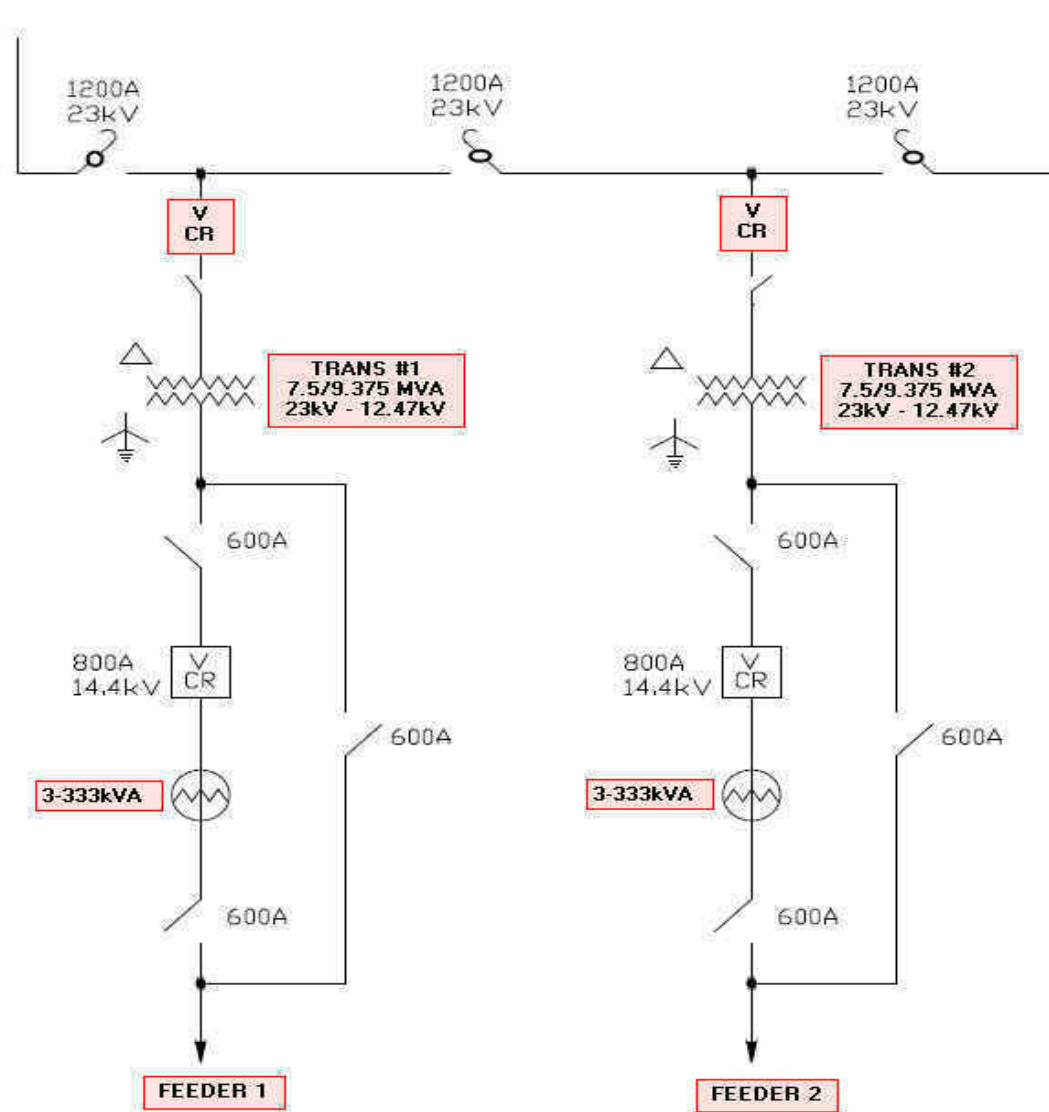 1200A
23kV
1200A
23kV
1200A
23kV
V
CR
V
CR
TRANS #1
7.5/9.375 MVA
23kV - 12.47kV
TRANS #2
7.5/9.375 MVA
23kV - 12.47kV
600A
600A
800A
14.4kV
V
CR
800A
14.4kV
V
CR
600A
600A
3-333kVA
3-333kVA
600A
600A
FEEDER 1
FEEDER 2